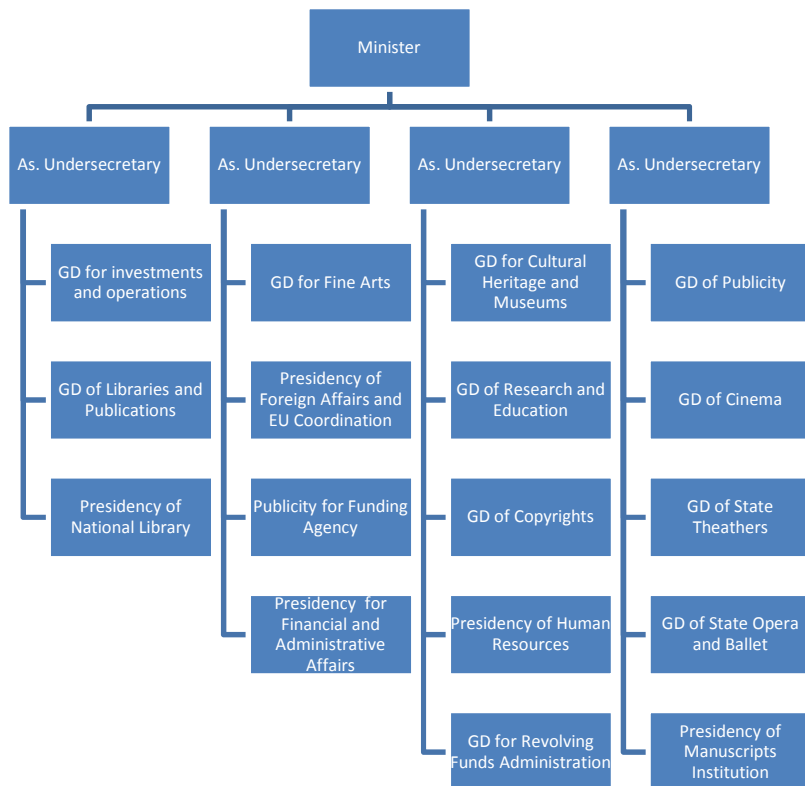 Minister
As. Undersecretary
As. Undersecretary
As. Undersecretary
As. Undersecretary
GD for investments
and operations
GD of Libraries and
Publications
Presidency of
National Library
GD for Fine Arts
Presidency of
Foreign Affairs and
EU Coordination
Publicity for Funding
Agency
Presidency for
Financial and
Administrative
Affairs
GD for Cultural
Heritage and
Museums
GD of Research and
Education
GD of Copyrights
Presidency of Human
Resources
GD for Revolving
Funds Administration
GD of Publicity
GD of Cinema
GD of State
Theathers
GD of State Opera
and Ballet
Presidency of
Manuscripts
Institution